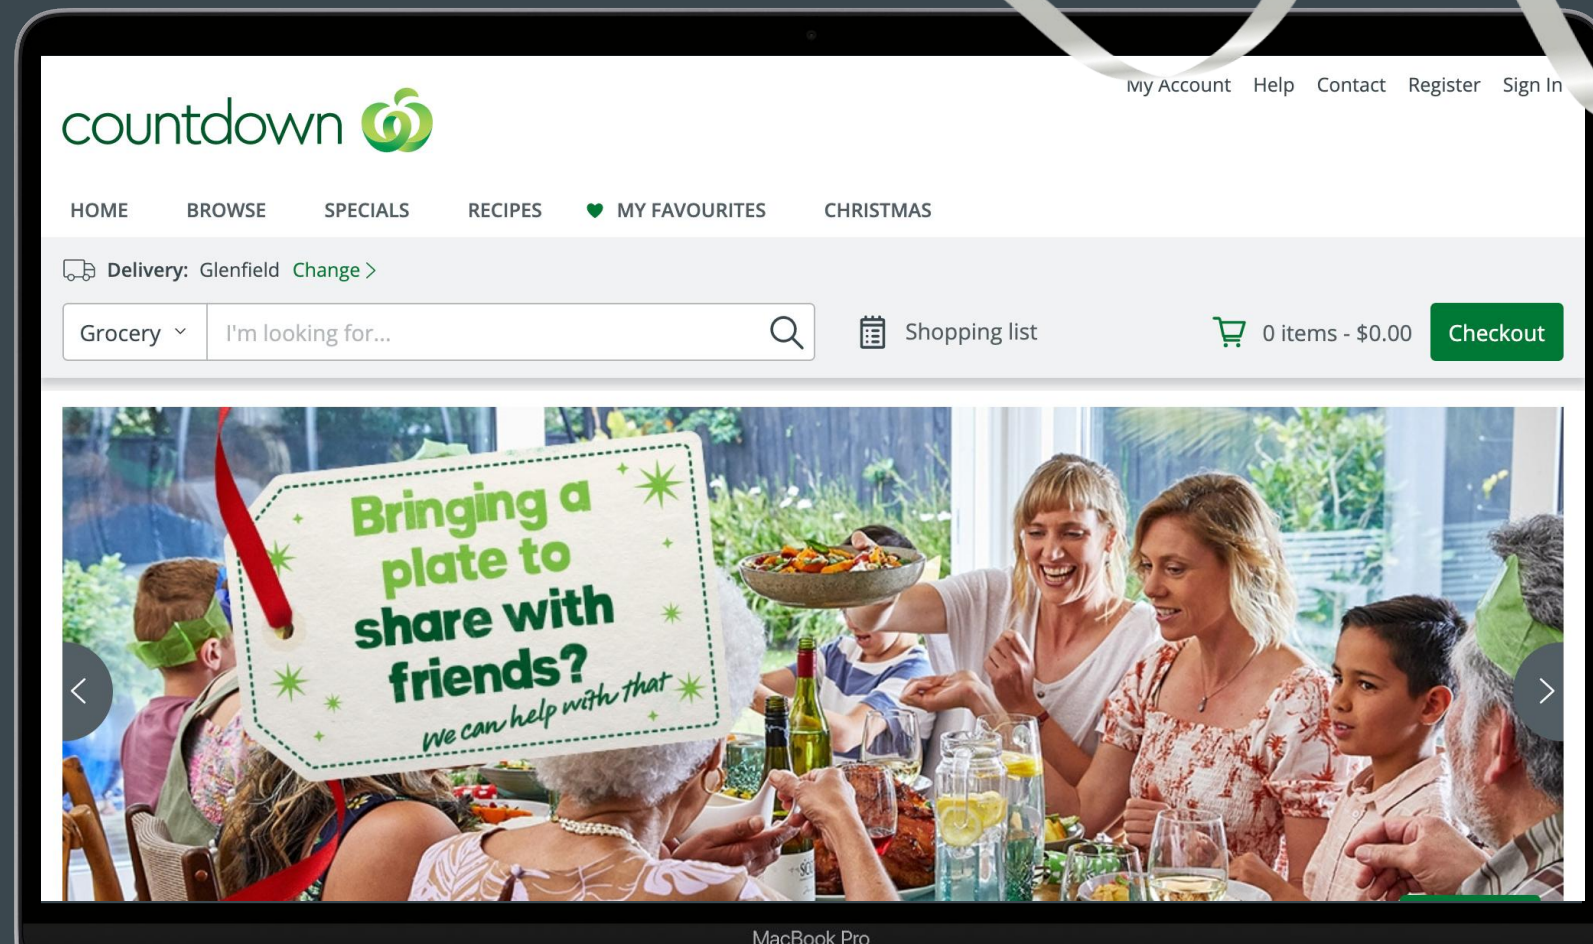 My Account Help Contact Register Sign In
countdown
HOME BROWSE SPECIALS RECIPES MY FAVOURITES CHRISTMAS
Delivery: Glenfield Change >
Grocery I'm looking for... Shopping list 0 items - $0.00 Checkout
Bringing a
plate to
share with
friends?
we can help with that
MacBook Pro